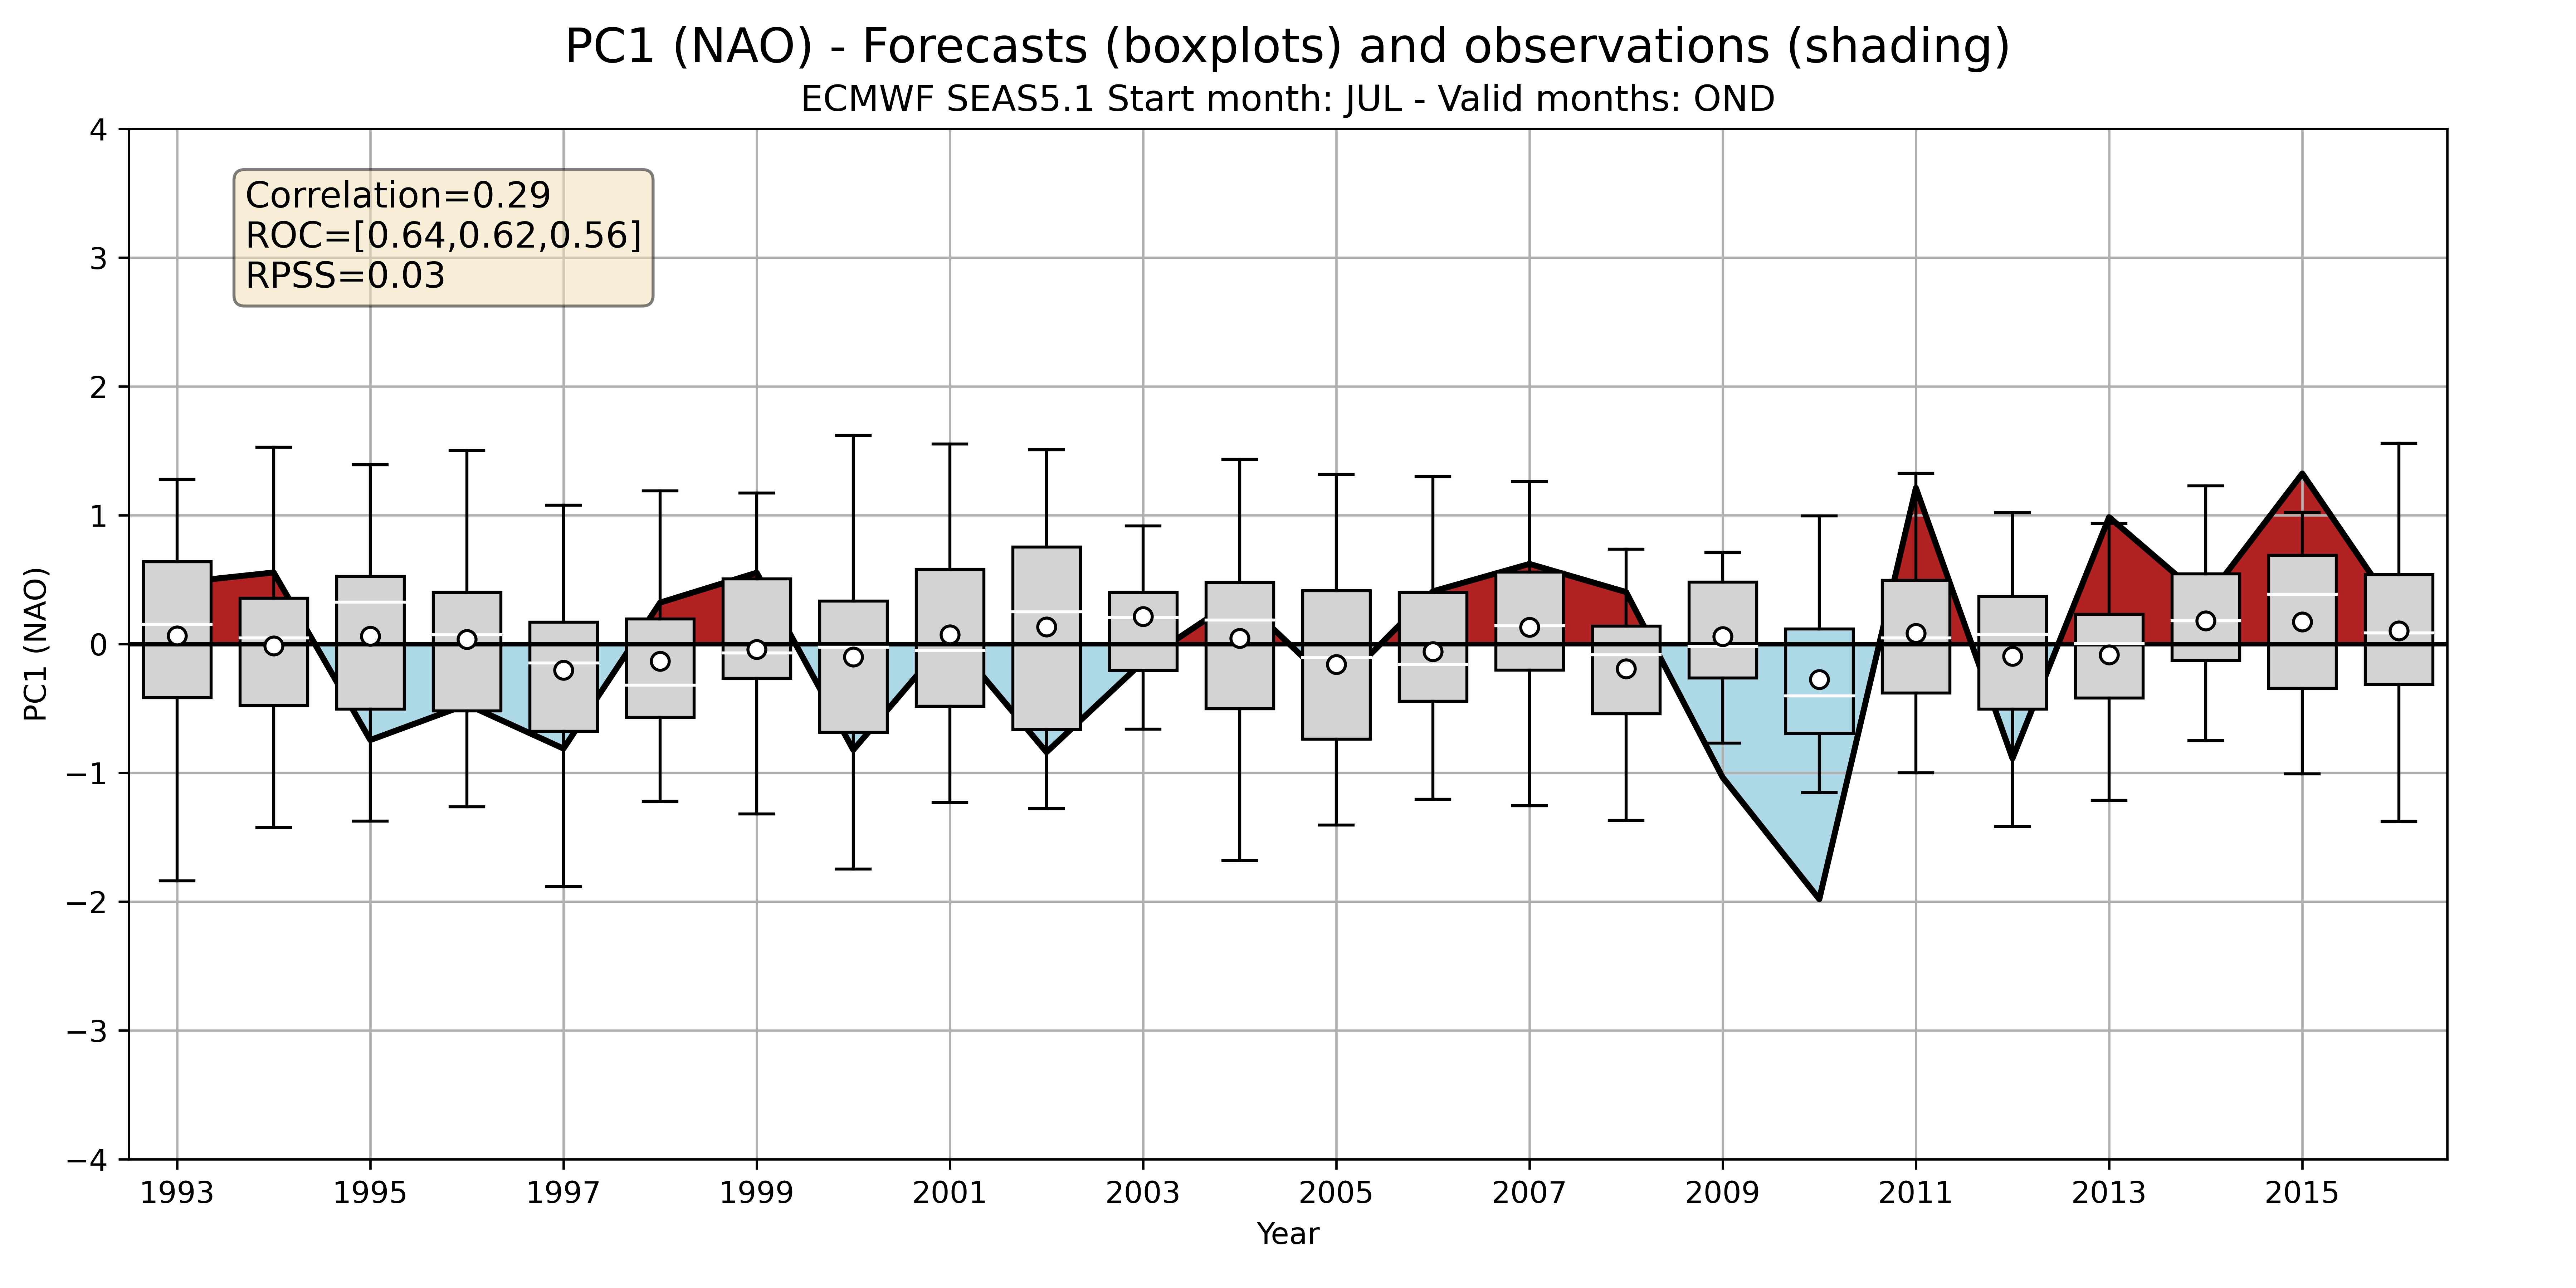 PC1 (NAO) - Forecasts (boxplots) and observations (shading)
ECMWF SEAS5.1 Start month: JUL - Valid months: OND
Correlation=0.29
ROC=[0.64,0.62,0.56]
RPSS=0.03
PC1 (NAO)
4
3
2
1
0
−1
−2
−3
−4
1993 1995 1997 1999 2001 2003 2005 2007 2009 2011 2013 2015
Year